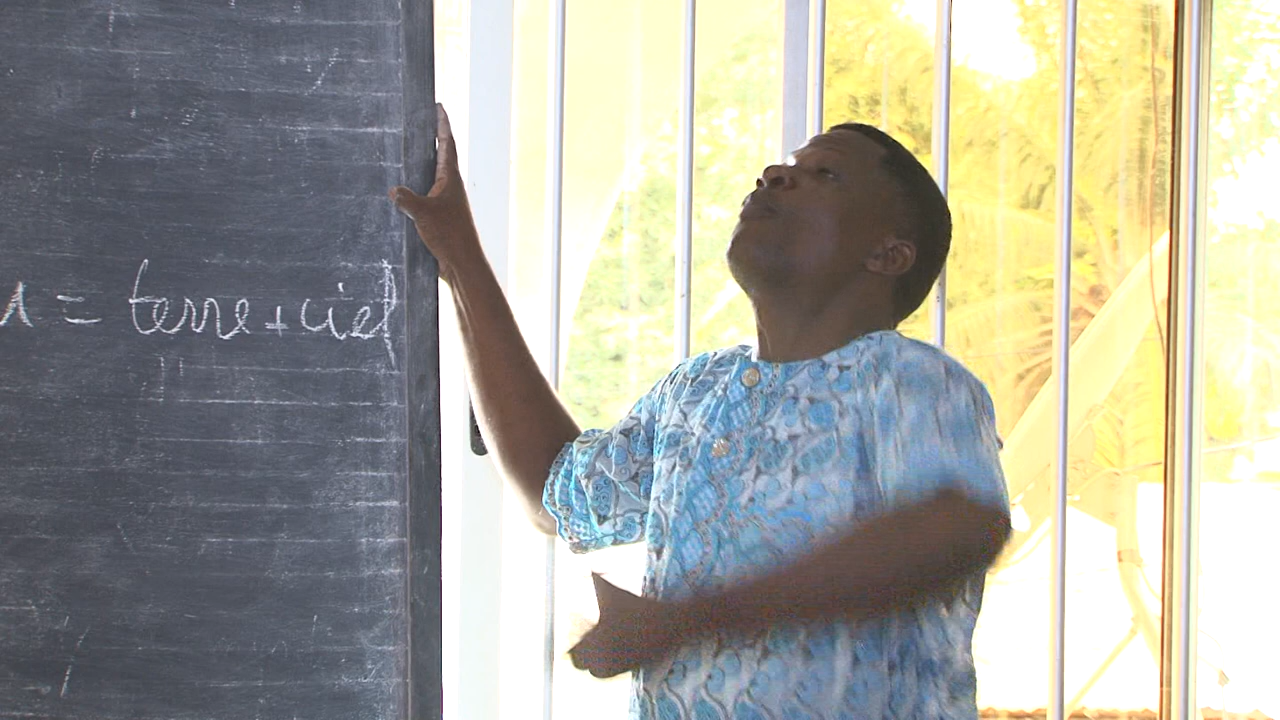 = terre + ciel
"